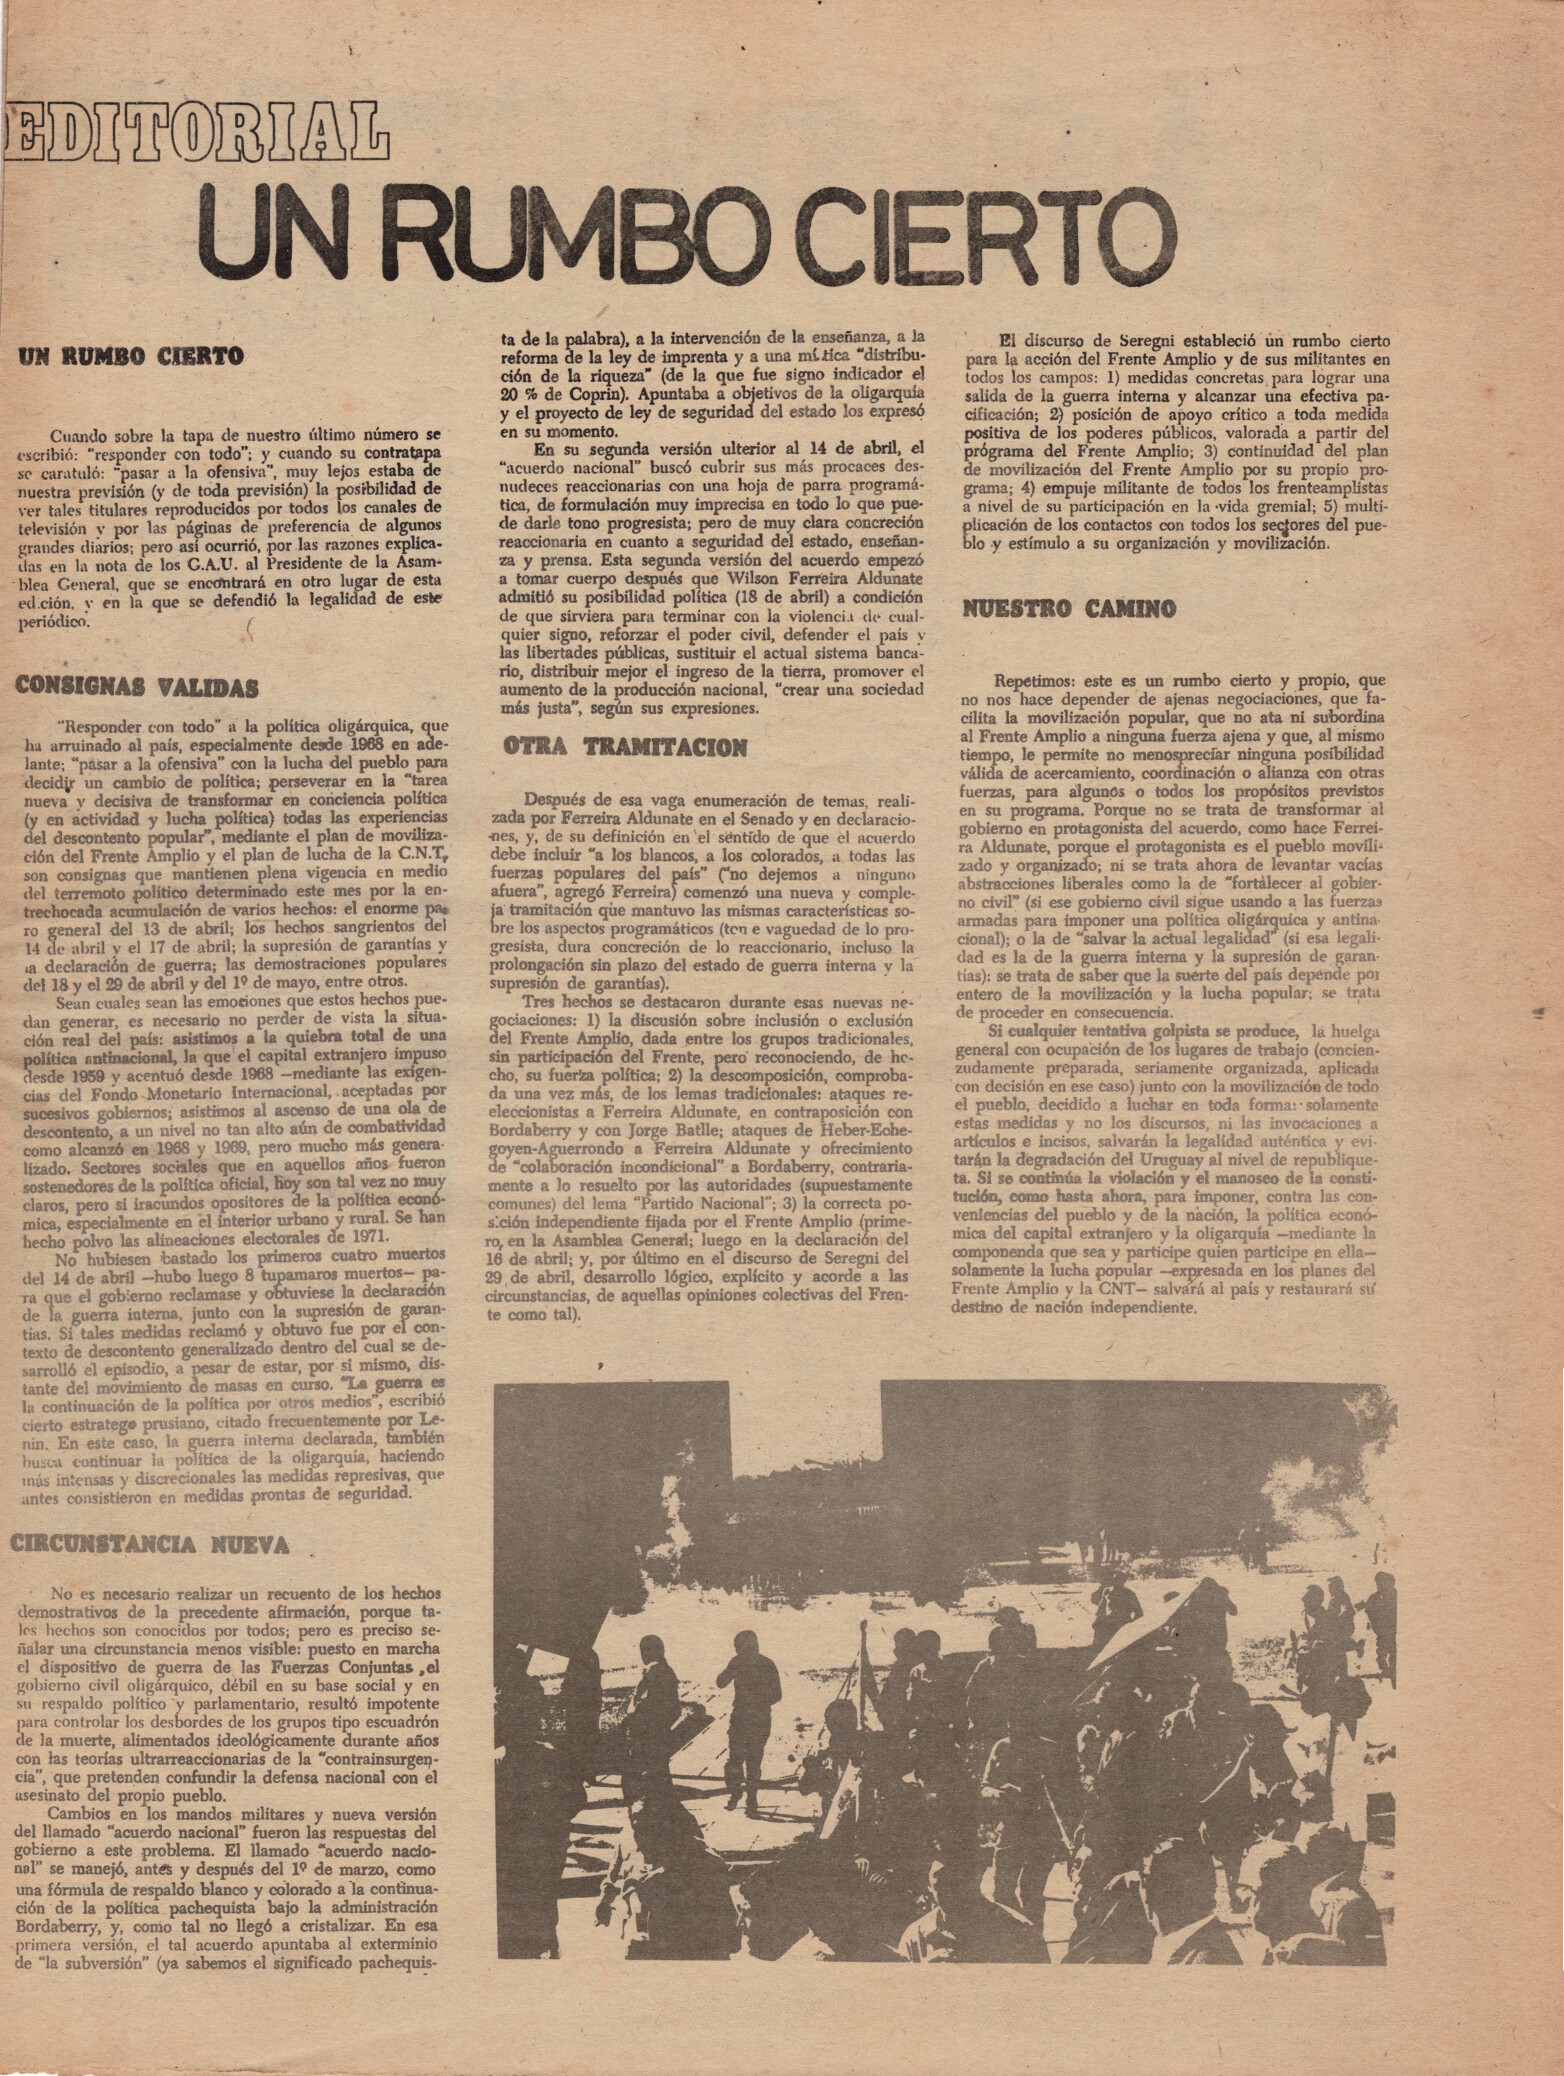 EDITORIAL
UN RUMBO CIERTO
UN RUMBO CIERTO
Cuando sobre la tapa de nuestro último número se
escribió: "responder con todo"; y cuando su contratapa
se caratuló: "pasar a la ofensiva", muy lejos estaba de
nuestra previsión (y de toda previsión) la posibilidad de
ver tales titulares reproducidos por todos los canales de
televisión y por las páginas de preferencia de algunos
grandes diarios; pero así ocurrió, por las razones explica-
das en la nota de los G.A.U. al Presidente de la Asam-
blea General, que se encontrará en otro lugar de esta
edición, y en la que se defendió la legalidad de este
periódico.
CONSIGNAS VALIDAS
"Responder con todo" a la política oligárquica, que
ha arruinado al país, especialmente desde 1968 en ade-
lante; "pasar a la ofensiva" con la lucha del pueblo para
decidir un cambio de política; perseverar en la "tarea
nueva y decisiva de transformar en conciencia política
(y en actividad y lucha política) todas las experiencias
del descontento popular", mediante el plan de moviliza-
ción del Frente Amplio y el plan de lucha de la C.N.T,
son consignas que mantienen plena vigencia en medio
del terremoto político determinado este mes por la en-
trechocada acumulación de varios hechos: el enorme pa-
ro general del 13 de abril; los hechos sangrientos del
14 de abril y el 17 de abril; la supresión de garantías y
la declaración de guerra; las demostraciones populares
del 18 y el 29 de abril y del 1º de mayo, entre otros.
Sean cuales sean las emociones que estos hechos pue-
dan generar, es necesario no perder de vista la situa-
ción real del país: asistimos a la quiebra total de una
política antinacional, la que el capital extranjero impuso
desde 1959 y acentuó desde 1968 —mediante las exigen-
cias del Fondo Monetario Internacional, aceptadas por
sucesivos gobiernos; asistimos al ascenso de una ola de
descontento, a un nivel no tan alto aún de combatividad
como alcanzó en 1968 y 1969, pero mucho más genera-
lizado. Sectores sociales que en aquellos años fueron
sostenedores de la política oficial, hoy son tal vez no muy
claros, pero si iracundos opositores de la política econó-
mica, especialmente en el interior urbano y rural. Se han
hecho polvo las alineaciones electorales de 1971.
No hubiesen bastado los primeros cuatro muertos
del 14 de abril —hubo luego 8 tupamaros muertos— pa-
ra que el gobierno reclamase y obtuviese la declaración
de la guerra interna, junto con la supresión de garan-
tías. Si tales medidas reclamó y obtuvo fue por el con-
texto de descontento generalizado dentro del cual se de-
sarrolló el episodio, a pesar de estar, por si mismo, dis-
tante del movimiento de masas en curso. "La guerra es
la continuación de la política por otros medios", escribió
cierto estratego prusiano, citado frecuentemente por Le-
nin. En este caso, la guerra interna declarada, también
busca continuar la política de la oligarquía, haciendo
más intensas y discrecionales las medidas represivas, que
antes consistieron en medidas prontas de seguridad.
CIRCUNSTANCIA NUEVA
No es necesario realizar un recuento de los hechos
demostrativos de la precedente afirmación, porque ta-
les hechos son conocidos por todos; pero es preciso se-
ñalar una circunstancia menos visible: puesto en marcha
el dispositivo de guerra de las Fuerzas Conjuntas ,el
gobierno civil oligárquico, débil en su base social y en
su respaldo político y parlamentario, resultó impotente
para controlar los desbordes de los grupos tipo escuadrón
de la muerte, alimentados ideológicamente durante años
con las teorías ultrarreaccionarias de la "contrainsurgen-
cia", que pretenden confundir la defensa nacional con el
asesinato del propio pueblo.
Cambios en los mandos militares y nueva versión
del llamado "acuerdo nacional" fueron las respuestas del
gobierno a este problema. El llamado "acuerdo nacio-
nal" se manejó, antes y después del 1º de marzo, como
una fórmula de respaldo blanco y colorado a la continua-
ción de la política pachequista bajo la administración
Bordaberry, y, como tal no llegó a cristalizar. En esa
primera versión, el tal acuerdo apuntaba al exterminio
de "la subversión" (ya sabemos el significado pachequis-
ta de la palabra), a la intervención de la enseñanza, a la
reforma de la ley de imprenta y a una mítica "distribu-
ción de la riqueza" (de la que fue signo indicador el
20 % de Coprin). Apuntaba a objetivos de la oligarquía
y el proyecto de ley de seguridad del estado los expresó
en su momento.
En su segunda versión ulterior al 14 de abril, el
"acuerdo nacional" buscó cubrir sus más procaces des-
nudeces reaccionarias con una hoja de parra programá-
tica, de formulación muy imprecisa en todo lo que pue-
de darle tono progresista; pero de muy clara concreción
reaccionaria en cuanto a seguridad del estado, enseñan-
za y prensa. Esta segunda versión del acuerdo empezó
a tomar cuerpo después que Wilson Ferreira Aldunate
admitió su posibilidad política (18 de abril) a condición
de que sirviera para terminar con la violencia de cual-
quier signo, reforzar el poder civil, defender el país y
las libertades públicas, sustituir el actual sistema banca-
rio, distribuir mejor el ingreso de la tierra, promover el
aumento de la producción nacional, "crear una sociedad
más justa", según sus expresiones.
OTRA TRAMITACION
Después de esa vaga enumeración de temas, reali-
zada por Ferreira Aldunate en el Senado y en declaracio-
nes, y, de su definición en el sentido de que el acuerdo
debe incluir "a los blancos, a los colorados, a todas las
fuerzas populares del país" ("no dejemos a ninguno
afuera", agregó Ferreira) comenzó una nueva y comple-
ja tramitación que mantuvo las mismas características so-
bre los aspectos programáticos (ten e vaguedad de lo pro-
gresista, dura concreción de lo reaccionario, incluso la
prolongación sin plazo del estado de guerra interna y la
supresión de garantías).
Tres hechos se destacaron durante esas nuevas ne-
gociaciones: 1) la discusión sobre inclusión o exclusión
del Frente Amplio, dada entre los grupos tradicionales,
sin participación del Frente, pero reconociendo, de he-
cho, su fuerza política; 2) la descomposición, comproba-
da una vez más, de los lemas tradicionales: ataques re-
eleccionistas a Ferreira Aldunate, en contraposición con
Bordaberry y con Jorge Batlle; ataques de Heber-Eche-
goyen-Aguerrondo a Ferreira Aldunate y ofrecimiento
de "colaboración incondicional" a Bordaberry, contraria-
mente a lo resuelto por las autoridades (supuestamente
comunes) del lema "Partido Nacional"; 3) la correcta po-
sición independiente fijada por el Frente Amplio (prime-
ro, en la Asamblea General; luego en la declaración del
16 de abril; y, por último en el discurso de Seregni del
29 de abril, desarrollo lógico, explícito y acorde a las
circunstancias, de aquellas opiniones colectivas del Fren-
te como tal).
El discurso de Seregni estableció un rumbo cierto
para la acción del Frente Amplio y de sus militantes en
todos los campos: 1) medidas concretas para lograr una
salida de la guerra interna y alcanzar una efectiva pa-
cificación; 2) posición de apoyo crítico a toda medida
positiva de los poderes públicos, valorada a partir del
prógrama del Frente Amplio; 3) continuidad del plan
de movilización del Frente Amplio por su propio pro-
grama; 4) empuje militante de todos los frenteamplistas
a nivel de su participación en la vida gremial; 5) multi-
plicación de los contactos con todos los sectores del pue-
blo y estímulo a su organización y movilización.
NUESTRO CAMINO
Repetimos: este es un rumbo cierto y propio, que
no nos hace depender de ajenas negociaciones, que fa-
cilita la movilización popular, que no ata ni subordina
al Frente Amplio a ninguna fuerza ajena y que, al mismo
tiempo, le permite no menospreciar ninguna posibilidad
válida de acercamiento, coordinación o alianza con otras
fuerzas, para algunos o todos los propósitos previstos
en su programa. Porque no se trata de transformar al
gobierno en protagonista del acuerdo, como hace Ferrei-
ra Aldunate, porque el protagonista es el pueblo movili-
zado y organizado; ni se trata ahora de levantar vacías
abstracciones liberales como la de "fortalecer al gobier-
no civil" (si ese gobierno civil sigue usando a las fuerzas
armadas para imponer una política oligárquica y antina-
cional); o la de "salvar la actual legalidad" (si esa legali-
dad es la de la guerra interna y la supresión de garan-
tías): se trata de saber que la suerte del país depende por
entero de la movilización y la lucha popular; se trata
de proceder en consecuencia.
Si cualquier tentativa golpista se produce, la huelga
general con ocupación de los lugares de trabajo (concien-
zudamente preparada, seriamente organizada, aplicada
con decisión en ese caso) junto con la movilización de todo
el pueblo, decidido a luchar en toda forma: solamente
estas medidas y no los discursos, ni las invocaciones a
artículos e incisos, salvarán la legalidad auténtica y evi-
tarán la degradación del Uruguay al nivel de republique-
ta. Si se continúa la violación y el manoseo de la consti-
tución, como hasta ahora, para imponer, contra las con-
veniencias del pueblo y de la nación, la política econó-
mica del capital extranjero y la oligarquía —mediante la
componenda que sea y participe quien participe en ella—
solamente la lucha popular —expresada en los planes del
Frente Amplio y la CNT— salvará al país y restaurará su
destino de nación independiente.